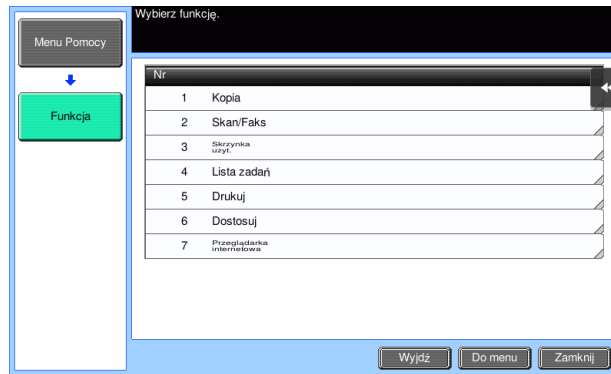 Wybierz funkcję.
Menu Pomocy
Funkcja
Nr
1 Kopia
2 Skan/Faks
3 Skrzynka
użyt.
4 Lista zadań
5 Drukuj
6 Dostosuj
7 Przeglądarka
internetowa
Wyjdź Do menu Zamknij